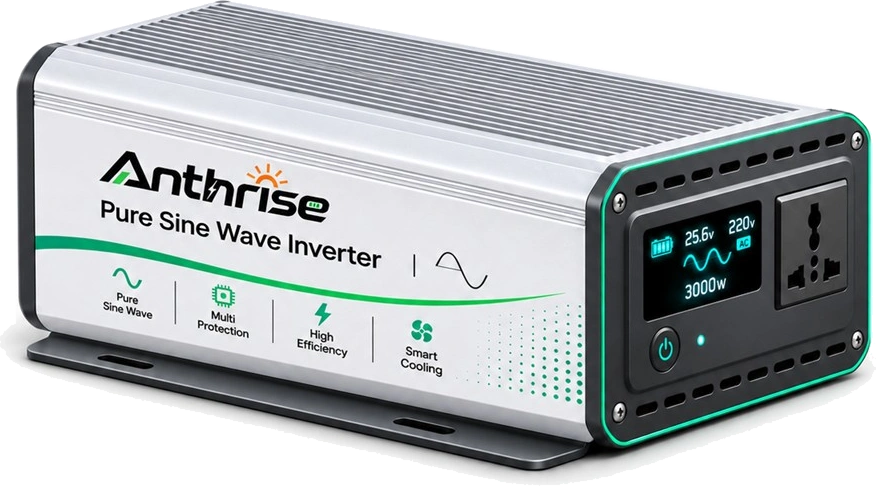 Anthrise
Pure Sine Wave Inverter
Pure
Sine Wave
Multi
Protection
High
Efficiency
Smart
Cooling
25.6v
220v
AC
3000w